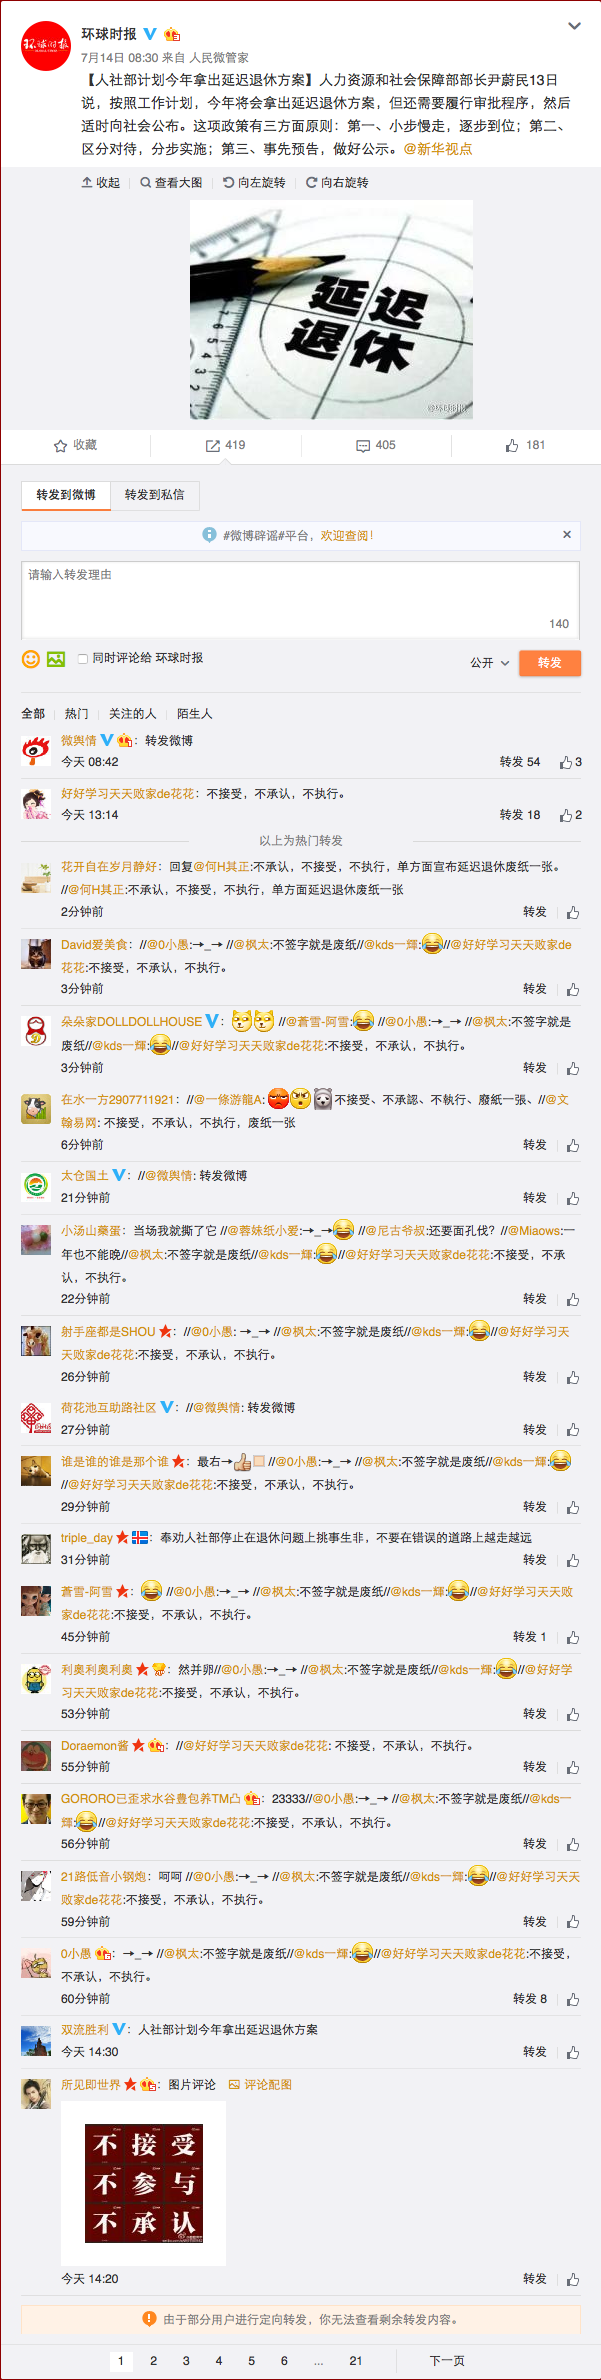 环球时报
环球时报
7月14日 08:30 来自 人民微管家
【人社部计划今年拿出延迟退休方案】人力资源和社会保障部部长尹蔚民13日
说，按照工作计划，今年将会拿出延迟退休方案，但还需要履行审批程序，然后
适时向社会公布。这项政策有三方面原则：第一、小步慢走，逐步到位；第二、
区分对待，分步实施；第三、事先预告，做好公示。@新华视点
收起 查看大图 向左旋转 向右旋转
延迟
退休
@环球时报
收藏 419 405 181
转发到微博 转发到私信
#微博辟谣#平台，欢迎查阅！
请输入转发理由
140
同时评论给 环球时报 公开 转发
全部 热门 关注的人 陌生人
微舆情：转发微博
今天 08:42 转发 54 3
好好学习天天败家de花花：不接受，不承认，不执行。
今天 13:14 转发 18 2
以上为热门转发
花开自在岁月静好：回复@何H其正:不承认，不接受，不执行，单方面宣布延迟退休废纸一张。
//@何H其正:不承认，不接受，不执行，单方面延迟退休废纸一张
2分钟前 转发
David爱美食：//@0小愚:→_→ //@枫太:不签字就是废纸//@kds一輝://@好好学习天天败家de
花花:不接受，不承认，不执行。
3分钟前 转发
朵朵家DOLLDOLLHOUSE： //@蒼雪-阿雪: //@0小愚:→_→ //@枫太:不签字就是
废纸//@kds一輝://@好好学习天天败家de花花:不接受，不承认，不执行。
3分钟前 转发
在水一方2907711921：//@一條游龍A:不接受、不承認、不執行、廢紙一張、//@文
翰易网: 不接受，不承认，不执行，废纸一张
6分钟前 转发
太仓国土：//@微舆情: 转发微博
21分钟前 转发
小汤山蘽蛋：当场我就撕了它 //@蓉妹纸小爱:→_→ //@尼古爷叔:还要面孔伐？//@Miaows:一
年也不能晚//@枫太:不签字就是废纸//@kds一輝://@好好学习天天败家de花花:不接受，不承
认，不执行。
22分钟前 转发
射手座都是SHOU：//@0小愚: →_→ //@枫太:不签字就是废纸//@kds一輝://@好好学习天
天败家de花花:不接受，不承认，不执行。
26分钟前 转发
荷花池互助路社区：//@微舆情: 转发微博
27分钟前 转发
谁是谁的谁是那个谁：最右→ //@0小愚:→_→ //@枫太:不签字就是废纸//@kds一輝:
//@好好学习天天败家de花花:不接受，不承认，不执行。
29分钟前 转发
triple_day：奉劝人社部停止在退休问题上挑事生非，不要在错误的道路上越走越远
31分钟前 转发
蒼雪-阿雪： //@0小愚:→_→ //@枫太:不签字就是废纸//@kds一輝://@好好学习天天败
家de花花:不接受，不承认，不执行。
45分钟前 转发 1
利奥利奥利奥：然并卵//@0小愚:→_→ //@枫太:不签字就是废纸//@kds一輝://@好好学
习天天败家de花花:不接受，不承认，不执行。
53分钟前 转发
Doraemon酱：//@好好学习天天败家de花花: 不接受，不承认，不执行。
55分钟前 转发
GORORO已歪求水谷豊包养TM凸：23333//@0小愚:→_→ //@枫太:不签字就是废纸//@kds一
輝://@好好学习天天败家de花花:不接受，不承认，不执行。
56分钟前 转发
21路低音小钢炮：呵呵 //@0小愚:→_→ //@枫太:不签字就是废纸//@kds一輝://@好好学习天天
败家de花花:不接受，不承认，不执行。
59分钟前 转发
0小愚：→_→ //@枫太:不签字就是废纸//@kds一輝://@好好学习天天败家de花花:不接受，
不承认，不执行。
60分钟前 转发 8
双流胜利：人社部计划今年拿出延迟退休方案
今天 14:30 转发
所见即世界：图片评论 评论配图
不接受
不参与
不承认
今天 14:20 转发
由于部分用户进行定向转发，你无法查看剩余转发内容。
1 2 3 4 5 6 ... 21 下一页